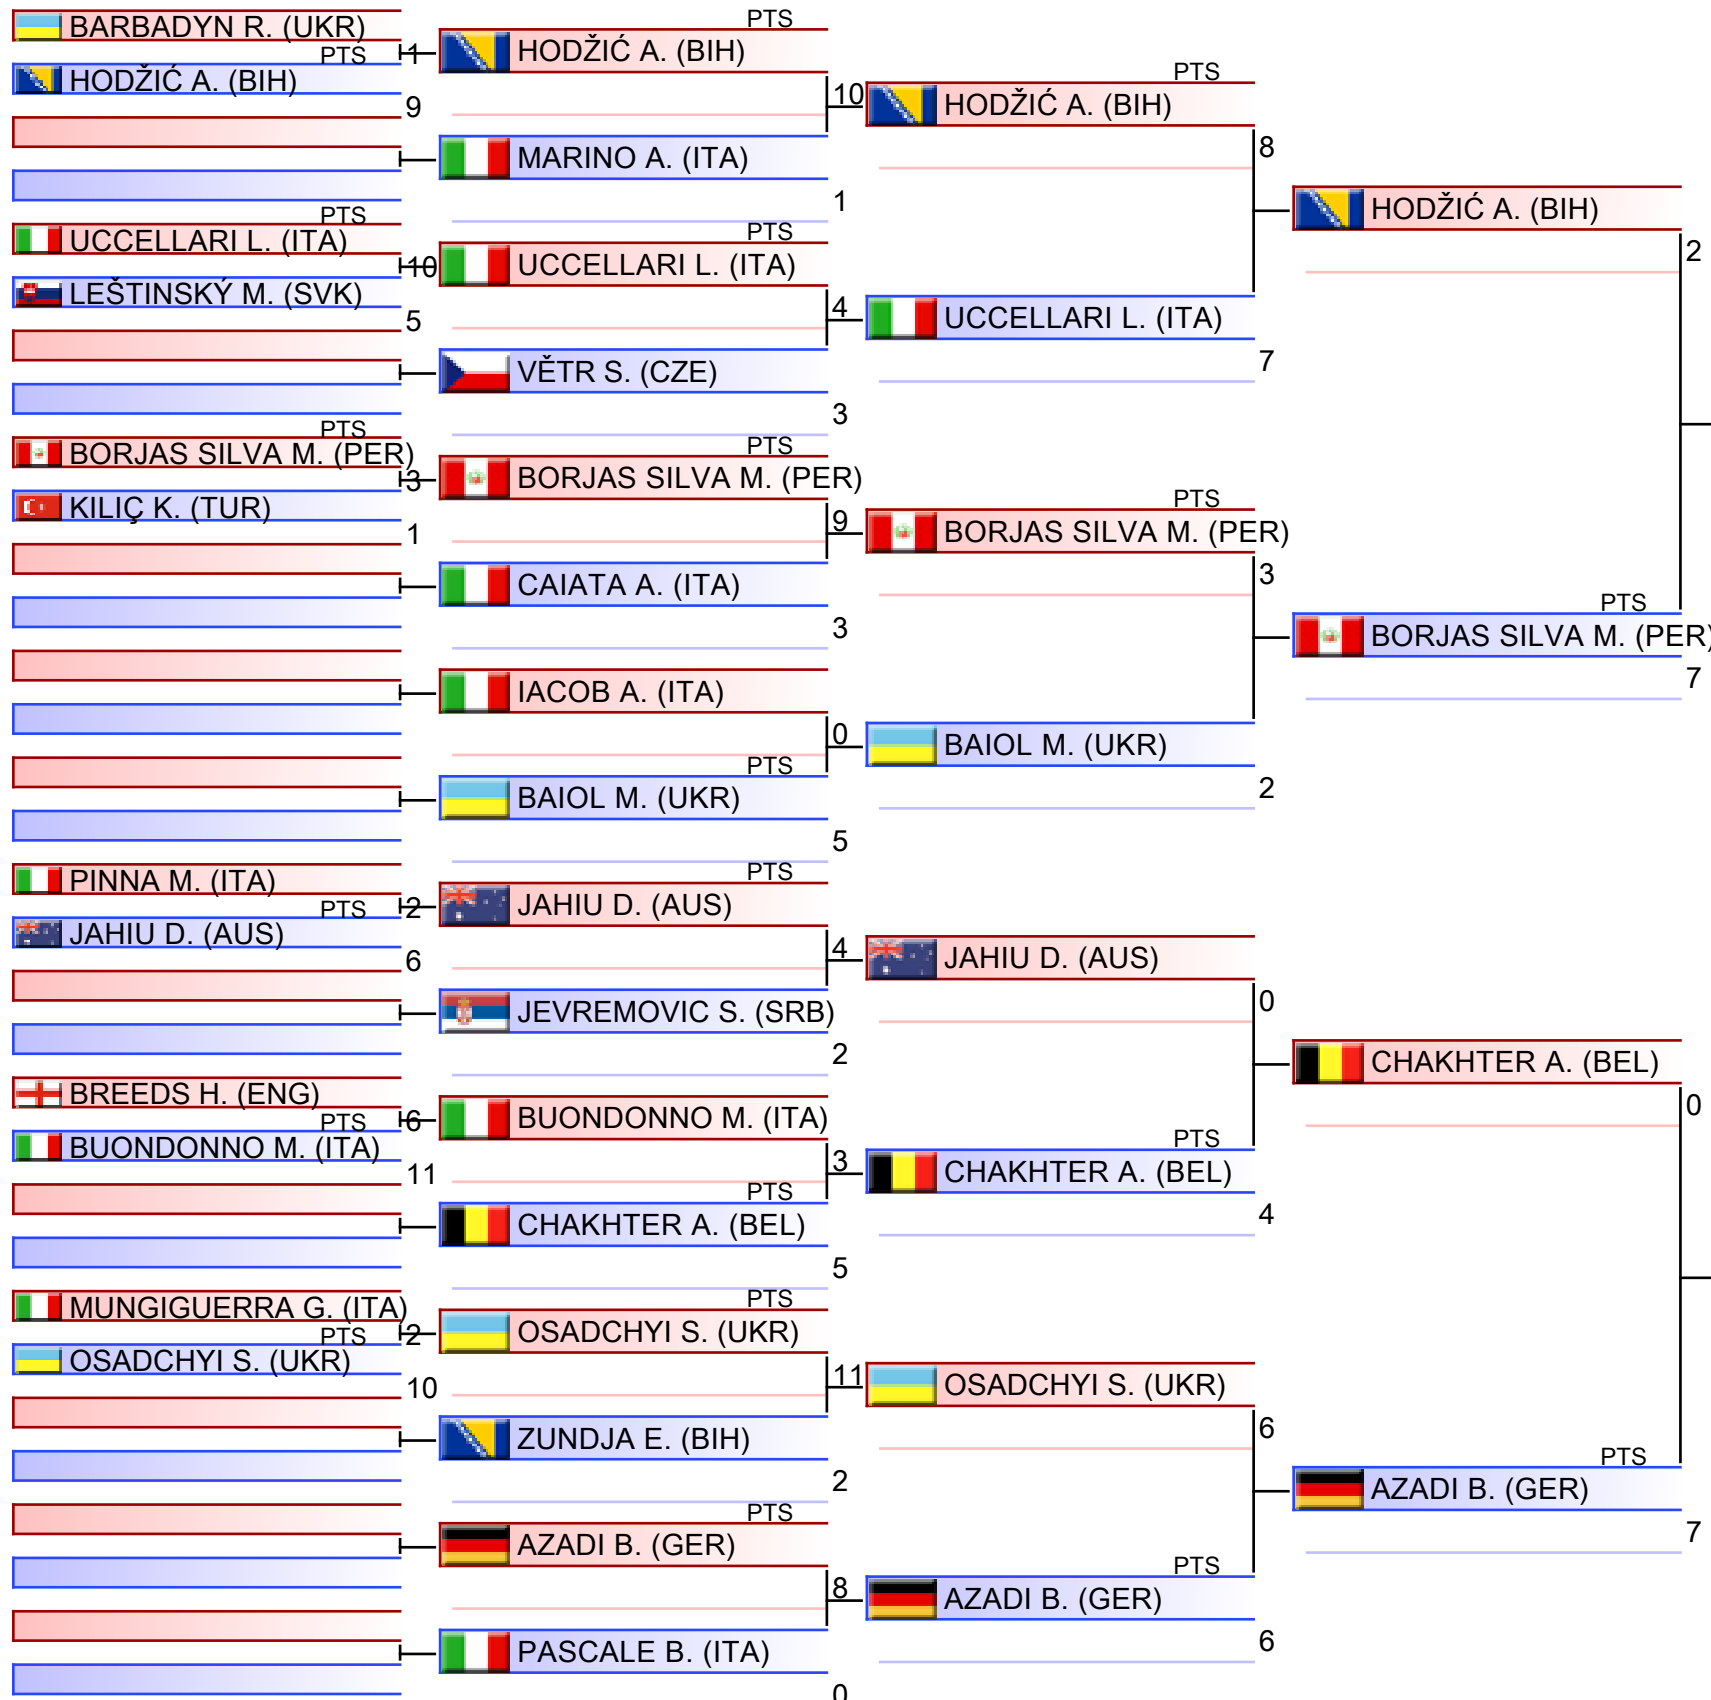 BARBADYN R. (UKR)
1
PTS
HODŽIĆ A. (BIH)
9
UCCELLARI L. (ITA)
PTS
10
LEŠTINSKÝ M. (SVK)
5
BORJAS SILVA M. (PER)
PTS
3
KILIÇ K. (TUR)
1
PINNA M. (ITA)
2
PTS
JAHIU D. (AUS)
6
BREEDS H. (ENG)
6
PTS
BUONDONNO M. (ITA)
11
MUNGIGUERRA G. (ITA)
2
PTS
OSADCHYI S. (UKR)
10
PTS
HODŽIĆ A. (BIH)
10
MARINO A. (ITA)
1
PTS
UCCELLARI L. (ITA)
4
VĚTR S. (CZE)
3
PTS
BORJAS SILVA M. (PER)
9
CAIATA A. (ITA)
3
IACOB A. (ITA)
0
PTS
BAIOL M. (UKR)
5
PTS
JAHIU D. (AUS)
4
JEVREMOVIC S. (SRB)
2
BUONDONNO M. (ITA)
3
PTS
CHAKHTER A. (BEL)
5
PTS
OSADCHYI S. (UKR)
11
ZUNDJA E. (BIH)
2
PTS
AZADI B. (GER)
8
PASCALE B. (ITA)
0
PTS
HODŽIĆ A. (BIH)
8
UCCELLARI L. (ITA)
7
PTS
BORJAS SILVA M. (PER)
3
BAIOL M. (UKR)
2
JAHIU D. (AUS)
0
PTS
CHAKHTER A. (BEL)
4
OSADCHYI S. (UKR)
6
PTS
AZADI B. (GER)
6
HODŽIĆ A. (BIH)
2
PTS
BORJAS SILVA M. (PER)
7
CHAKHTER A. (BEL)
0
PTS
AZADI B. (GER)
7